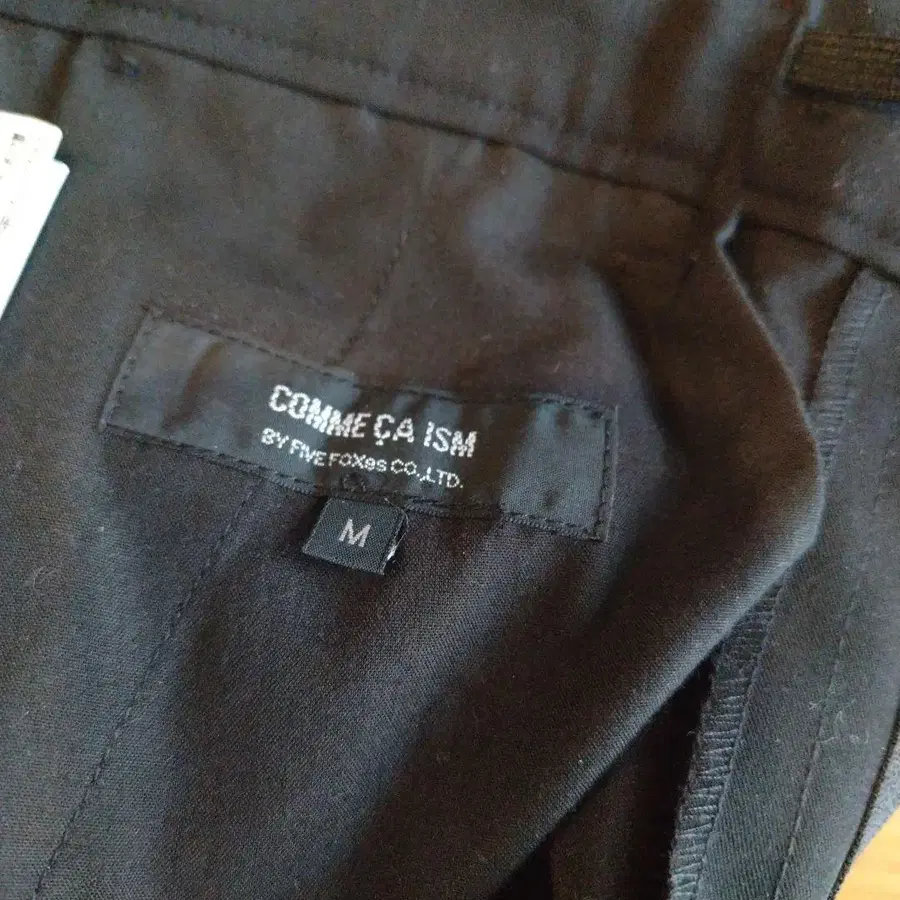 COMME ÇA ISM
BY FIVE FOXes CO.,LTD.
M